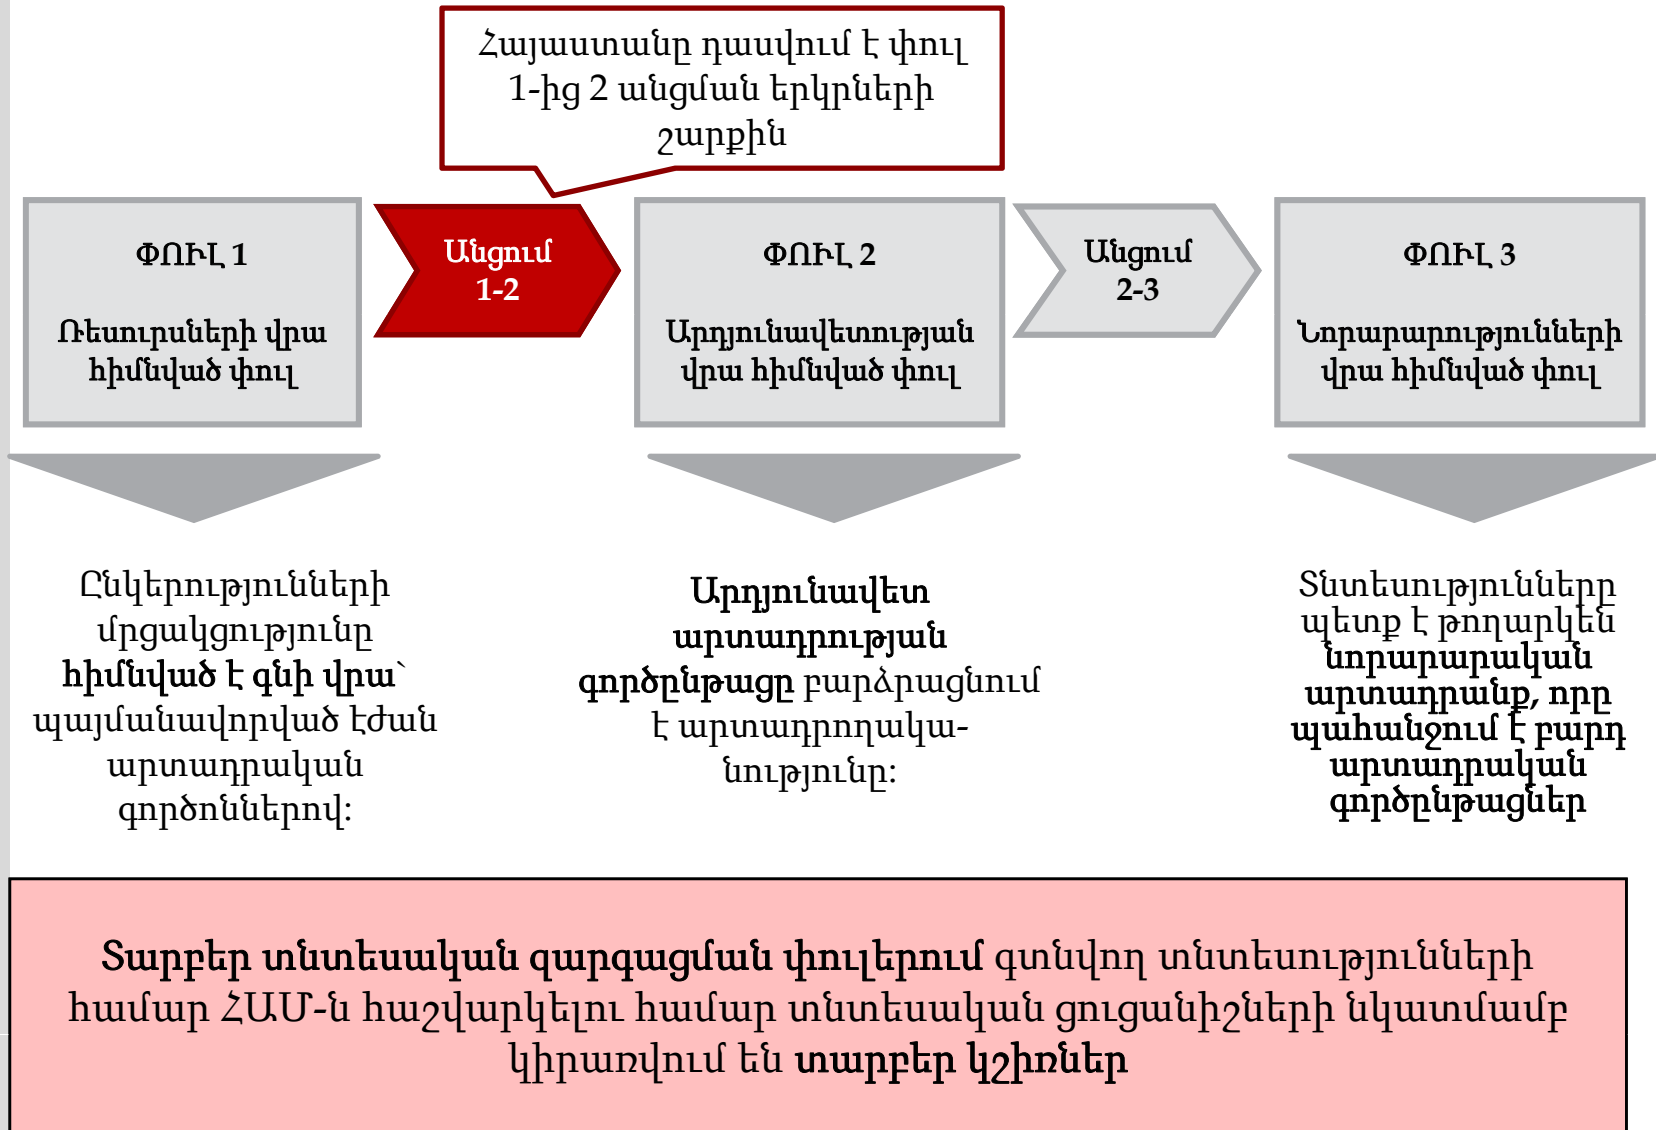 Հայաստանը դասվում է փուլ
1-ից 2 անցման երկրների
շարքին
ՓՈՒԼ 1
Ռեսուրսների վրա
հիմնված փուլ
Անցում
1-2
ՓՈՒԼ 2
Արդյունավետության
վրա հիմնված փուլ
Անցում
2-3
ՓՈՒԼ 3
Նորարարությունների
վրա հիմնված փուլ
Ընկերությունների
մրցակցությունը
հիմնված է գնի վրա`
պայմանավորված էժան
արտադրական
գործոններով:
Արդյունավետ
արտադրության
գործընթացը բարձրացնում
է արտադրողակա-
նությունը:
Տնտեսությունները
պետք է թողարկեն
նորարարական
արտադրանք, որը
պահանջում է բարդ
արտադրական
գործընթացներ
Տարբեր տնտեսական զարգացման փուլերում գտնվող տնտեսությունների
համար ՀԱՄ-ն հաշվարկելու համար տնտեսական ցուցանիշների նկատմամբ
կիրառվում են տարբեր կշիռներ